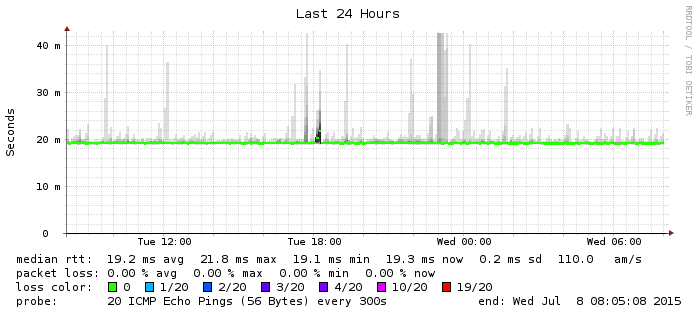 Last 24 Hours
RRDTOOL / TOBI OETIKER
Seconds
40 m
30 m
20 m
10 m
0
Tue 12:00 Tue 18:00 Wed 00:00 Wed 06:00
median rtt: 19.2 ms avg 21.8 ms max 19.1 ms min 19.3 ms now 0.2 ms sd 110.0 am/s
packet loss: 0.00 % avg 0.00 % max 0.00 % min 0.00 % now
loss color: 0 1/20 2/20 3/20 4/20 10/20 19/20
probe: 20 ICMP Echo Pings (56 Bytes) every 300s end: Wed Jul 8 08:05:08 2015